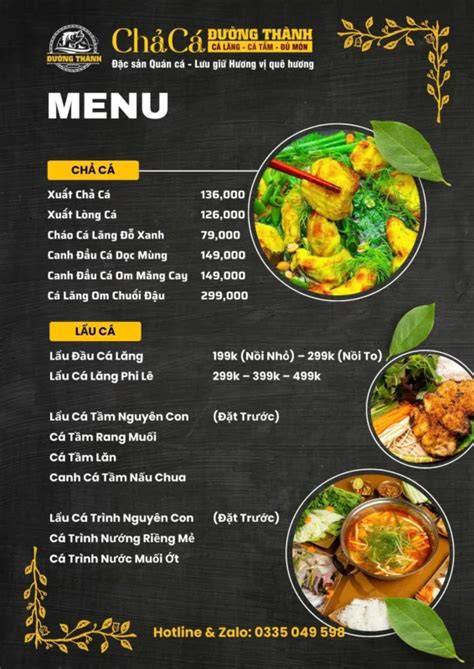 ĐƯỜNG THÀNH
Chả Cá ĐƯỜNG THÀNH
CÁ LĂNG - CÁ TẦM - ĐỦ MÓN
Đặc sản Quán cá - Lưu giữ Hương vị quê hương
MENU
CHẢ CÁ
Xuất Chả Cá 136,000
Xuất Lòng Cá 126,000
Cháo Cá Lăng Đỗ Xanh 79,000
Canh Đầu Cá Dọc Mùng 149,000
Canh Đầu Cá Om Măng Cay 149,000
Cá Lăng Om Chuối Đậu 299,000
LẨU CÁ
Lẩu Đầu Cá Lăng 199k (Nồi Nhỏ) – 299k (Nồi To)
Lẩu Cá Lăng Phi Lê 299k – 399k – 499k
Lẩu Cá Tầm Nguyên Con (Đặt Trước)
Cá Tầm Rang Muối
Cá Tầm Lăn
Canh Cá Tầm Nấu Chua
Lẩu Cá Trình Nguyên Con (Đặt Trước)
Cá Trình Nướng Riềng Mẻ
Cá Trình Nước Muối Ớt
Hotline & Zalo: 0335 049 598